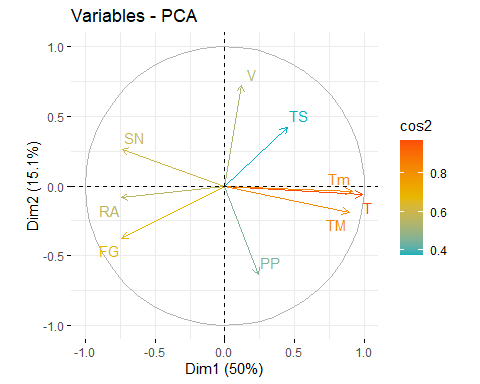 Variables - PCA
1.0
0.5
0.0
-0.5
-1.0
Dim2 (15.1%)
V
TS
SN
Tm
RA
T
TM
FG
PP
-1.0 -0.5 0.0 0.5 1.0
Dim1 (50%)
cos2
0.8
0.6
0.4